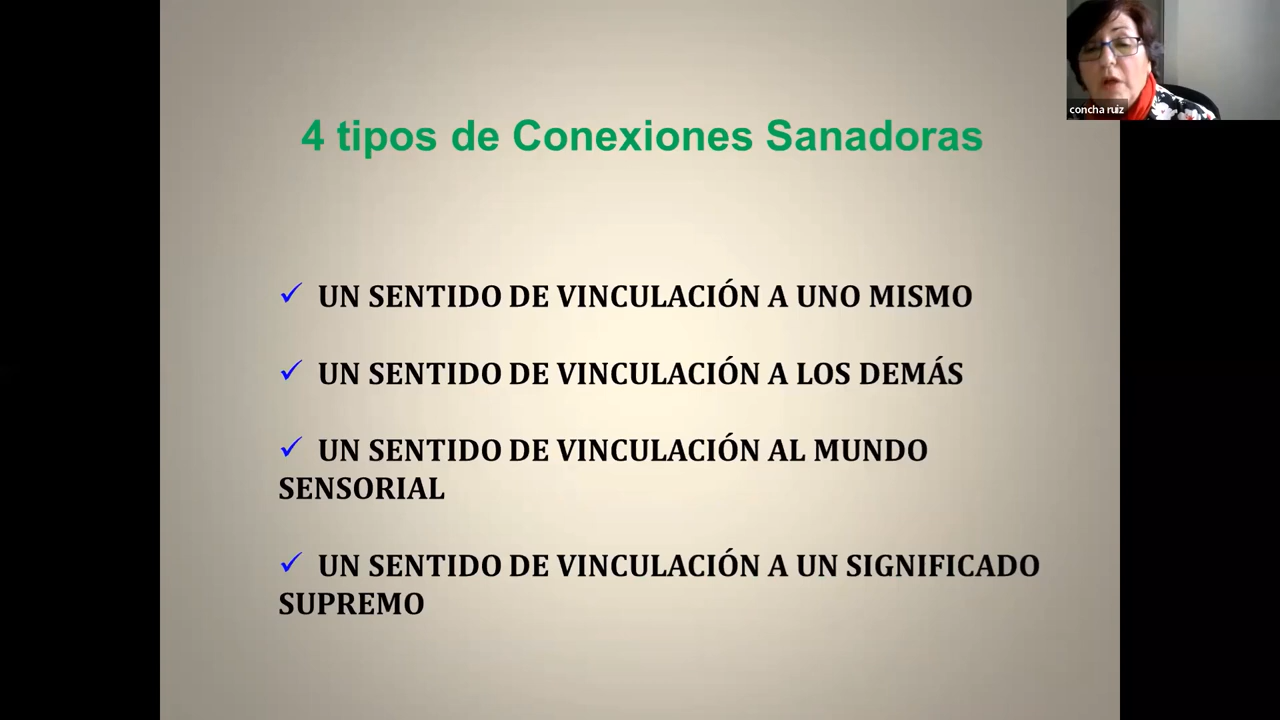 concha ruiz
4 tipos de Conexiones Sanadoras
✓ UN SENTIDO DE VINCULACIÓN A UNO MISMO
✓ UN SENTIDO DE VINCULACIÓN A LOS DEMÁS
✓ UN SENTIDO DE VINCULACIÓN AL MUNDO
SENSORIAL
✓ UN SENTIDO DE VINCULACIÓN A UN SIGNIFICADO
SUPREMO